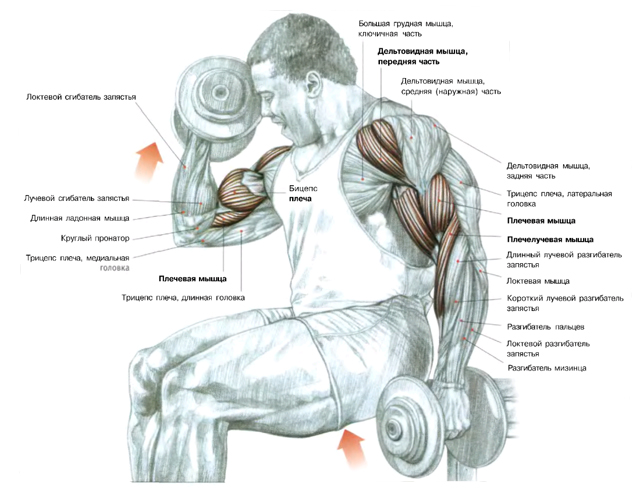 Большая грудная мышца,
ключичная часть
Дельтовидная мышца,
передняя часть
Дельтовидная мышца,
средняя (наружная) часть
Локтевой сгибатель запястья
Дельтовидная мышца,
задняя часть
Трицепс плеча, латеральная
головка
Плечевая мышца
Плечелучевая мышца
Длинный лучевой разгибатель
запястья
Локтевая мышца
Короткий лучевой разгибатель
запястья
Разгибатель пальцев
Локтевой разгибатель
запястья
Разгибатель мизинца
Бицепс
плеча
Лучевой сгибатель запястья
Длинная ладонная мышца
Круглый пронатор
Трицепс плеча, медиальная
головка
Плечевая мышца
Трицепс плеча, длинная головка